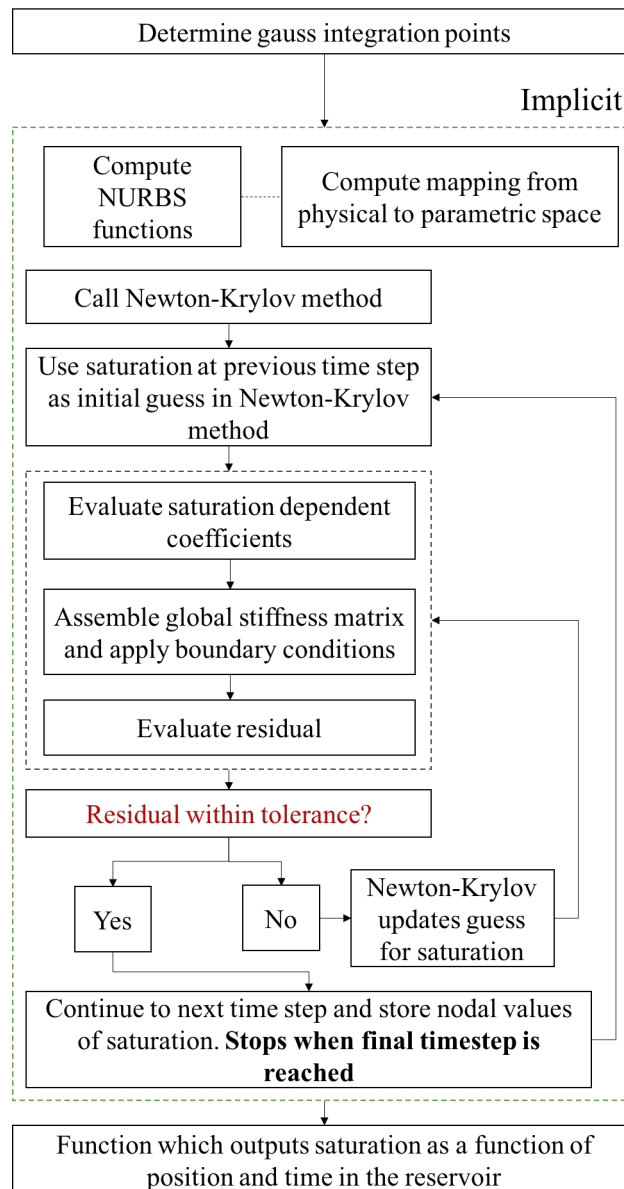 Determine gauss integration points
Implicit
Compute
NURBS
functions
Compute mapping from
physical to parametric space
Call Newton-Krylov method
Use saturation at previous time step
as initial guess in Newton-Krylov
method
Evaluate saturation dependent
coefficients
Assemble global stiffness matrix
and apply boundary conditions
Evaluate residual
Residual within tolerance?
Yes
No
Newton-Krylov
updates guess
for saturation
Continue to next time step and store nodal values
of saturation. Stops when final timestep is
reached
Function which outputs saturation as a function of
position and time in the reservoir